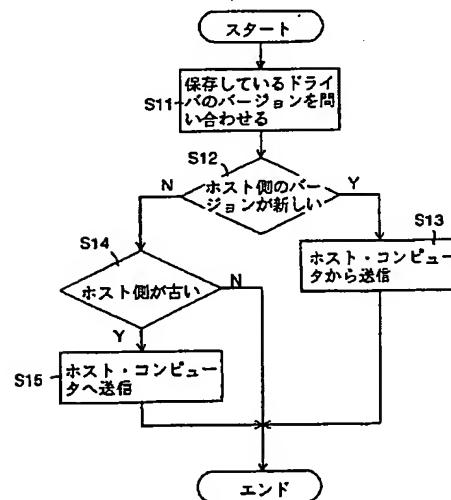 スタート
S11
保存しているドライ
バのバージョンを問
い合わせる
S12
ホスト側のバー
ジョンが新しい
N
Y
S13
ホスト・コンピュー
タから送信
S14
ホスト側が古い
N
Y
S15
ホスト・コンピュー
タへ送信
エンド